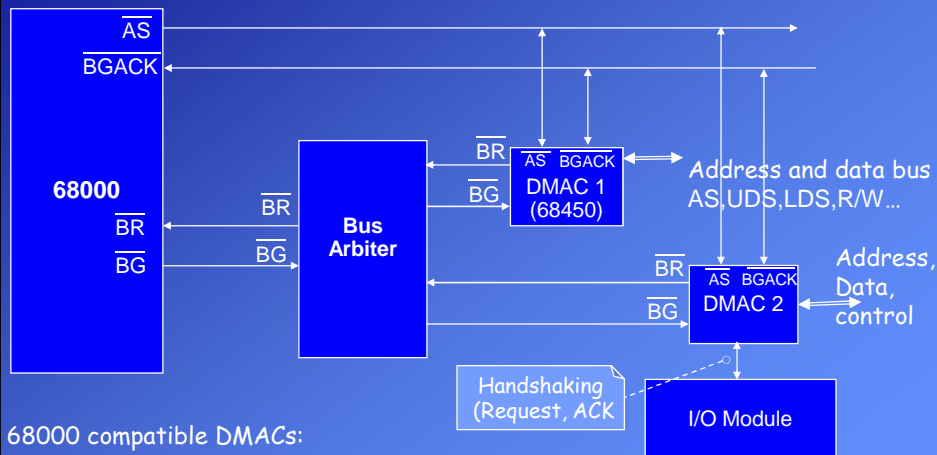 AS
BGACK
68000
BR
BG
BR
BG
Bus
Arbiter
BR
BG
AS BGACK
DMAC 1
(68450)
Address and data bus
AS,UDS,LDS,R/W...
BR
BG
AS BGACK
DMAC 2
Address,
Data,
control
Handshaking
(Request, ACK
I/O Module
68000 compatible DMACs: